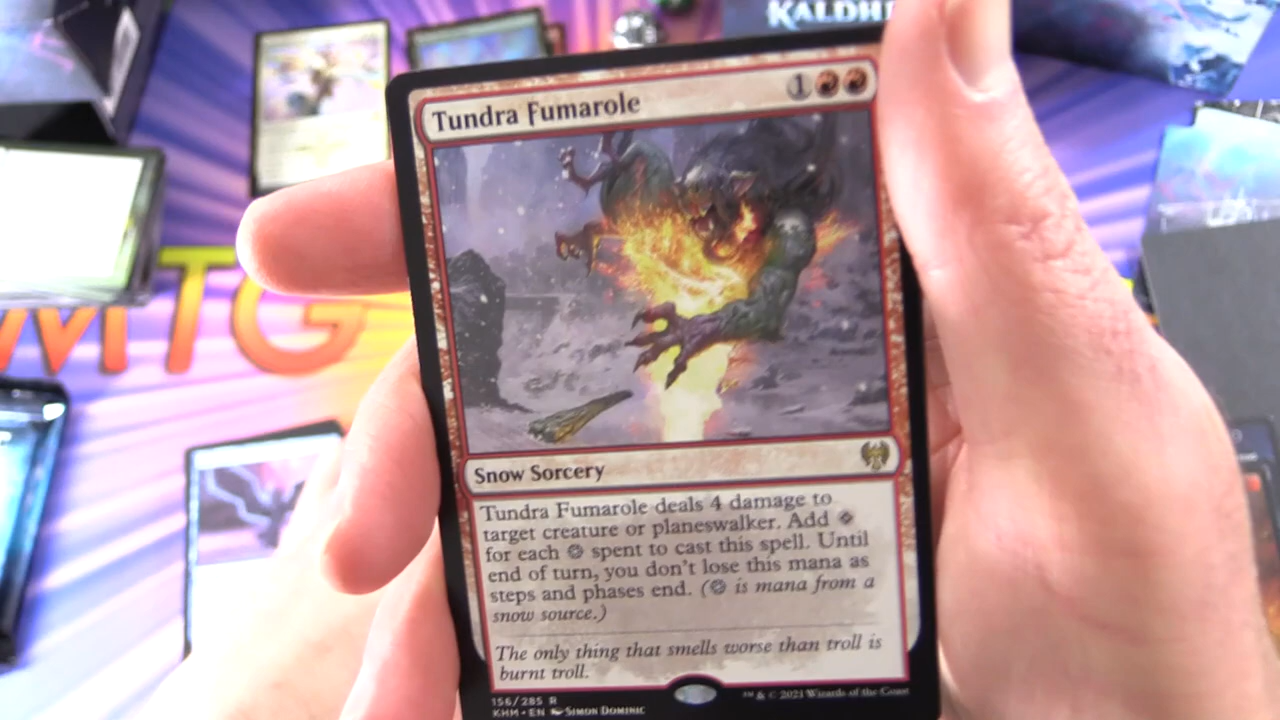 KALDHE
Tundra Fumarole
1
MTG
Snow Sorcery
Tundra Fumarole deals 4 damage to
target creature or planeswalker. Add
for each spent to cast this spell. Until
end of turn, you don't lose this mana as
steps and phases end. ( is mana from a
snow source.)
The only thing that smells worse than troll is
burnt troll.
156/285 R
KHM • EN SIMON DOMINIC
™ & © 2021 Wizards of the Coast